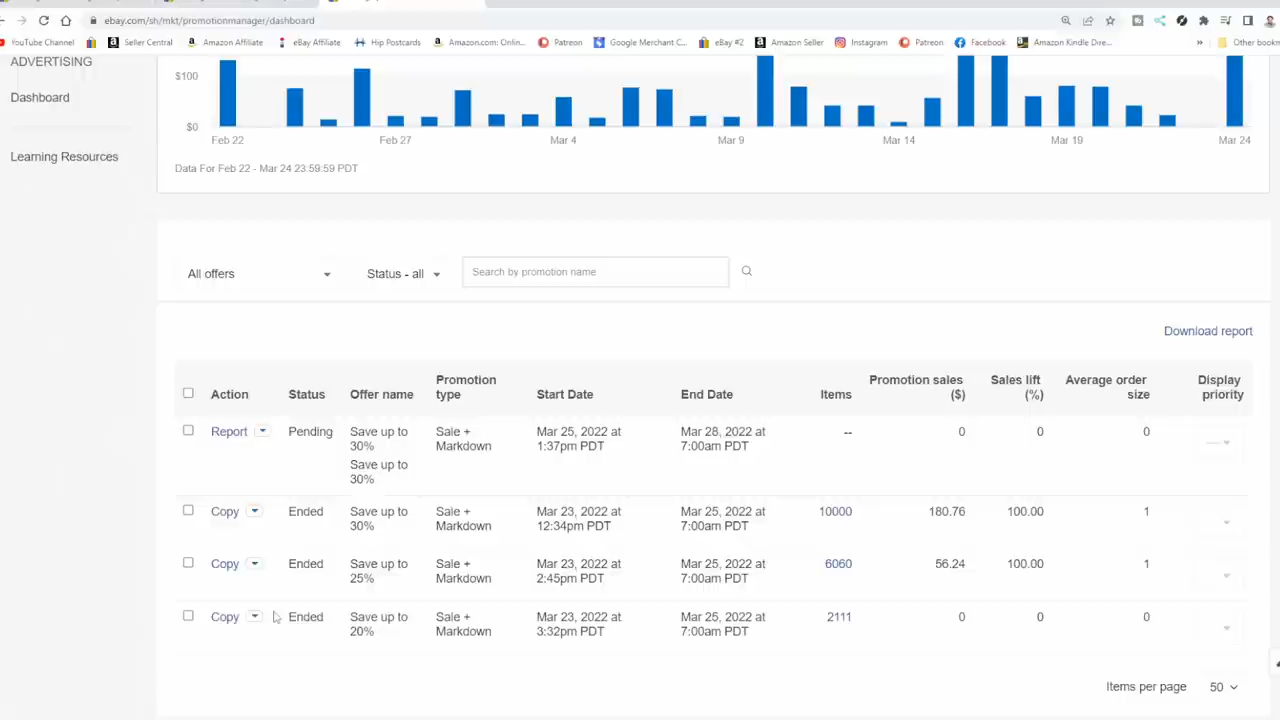 ebay.com/sh/mkt/promotionmanager/dashboard
YouTube Channel Seller Central Amazon Affiliate eBay Affiliate Hip Postcards Amazon.com: Onlin... Patreon Google Merchant C... eBay #2 Amazon Seller Instagram Patreon Facebook Amazon Kindle Dire... » Other bookm
ADVERTISING
Dashboard
Learning Resources
$100
$0
Feb 22 Feb 27 Mar 4 Mar 9 Mar 14 Mar 19 Mar 24
Data For Feb 22 - Mar 24 23:59:59 PDT
All offers Status - all Search by promotion name
Download report
Action Status Offer name Promotion type Start Date End Date Items Promotion sales ($) Sales lift (%) Average order size Display priority
Report Pending Save up to 30% Sale + Markdown Mar 25, 2022 at 1:37pm PDT Mar 28, 2022 at 7:00am PDT -- 0 0 0
Save up to 30%
Copy Ended Save up to 30% Sale + Markdown Mar 23, 2022 at 12:34pm PDT Mar 25, 2022 at 7:00am PDT 10000 180.76 100.00 1
Copy Ended Save up to 25% Sale + Markdown Mar 23, 2022 at 2:45pm PDT Mar 25, 2022 at 7:00am PDT 6060 56.24 100.00 1
Copy Ended Save up to 20% Sale + Markdown Mar 23, 2022 at 3:32pm PDT Mar 25, 2022 at 7:00am PDT 2111 0 0 0
Items per page 50